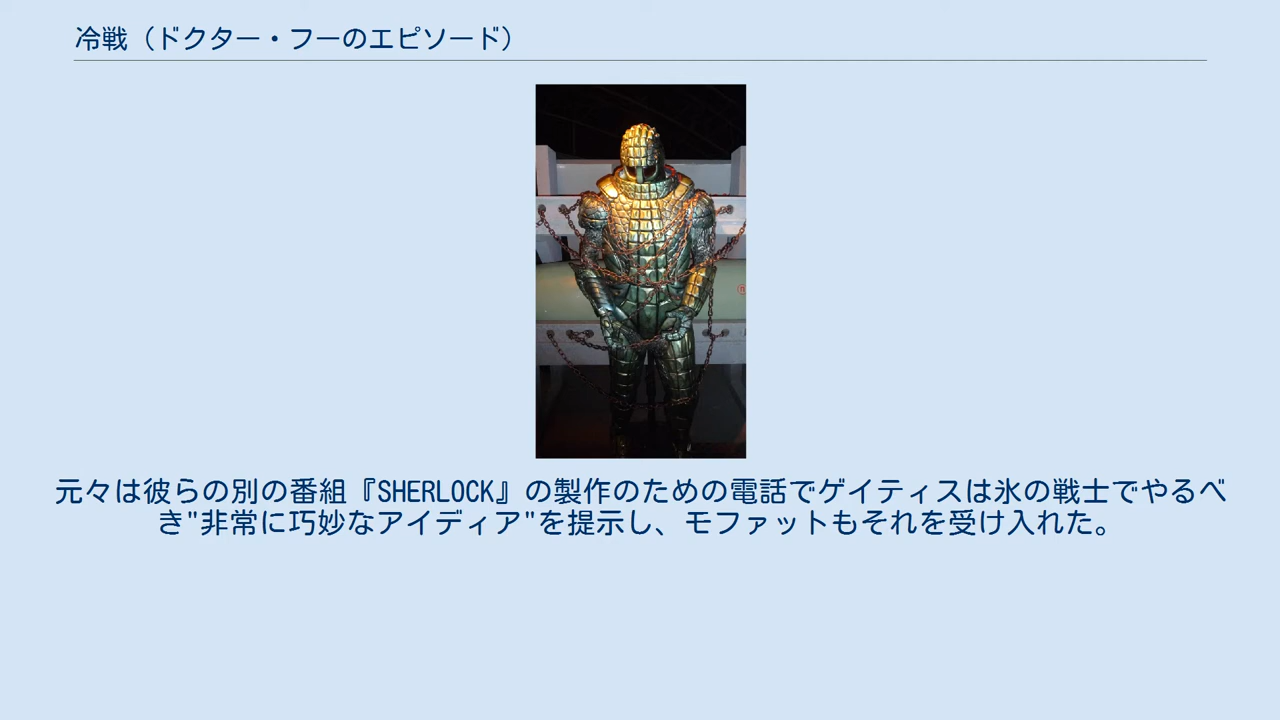 冷戦（ドクター・フーのエピソード）
元々は彼らの別の番組『SHERLOCK』の製作のための電話でゲイティスは氷の戦士でやるべ
き"非常に巧妙なアイディア"を提示し、モファットもそれを受け入れた。